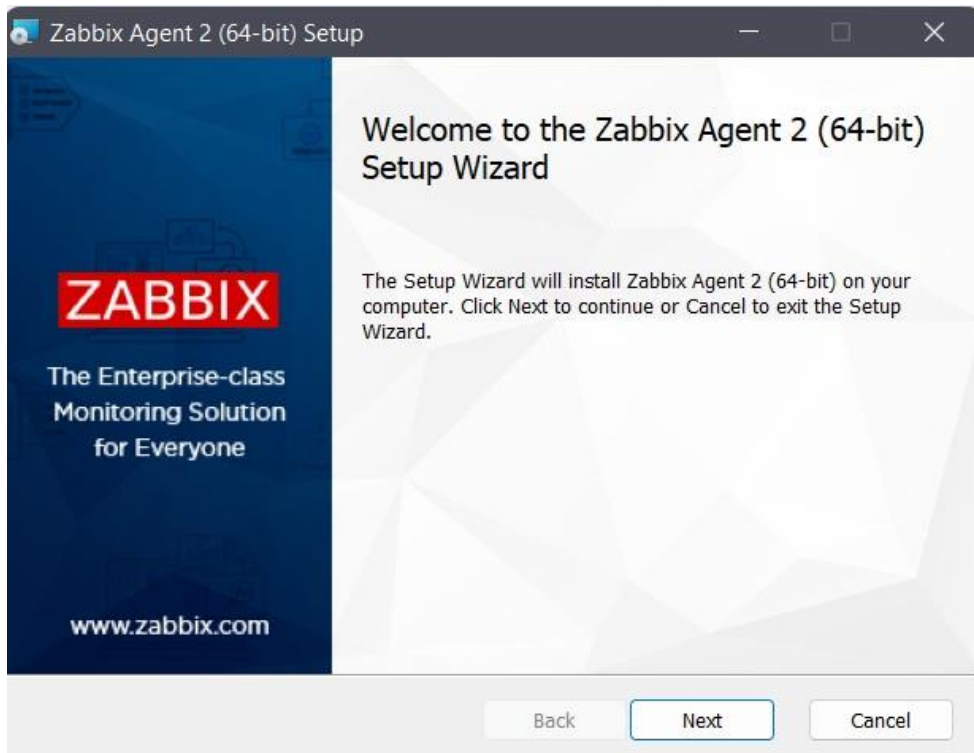 Zabbix Agent 2 (64-bit) Setup
Welcome to the Zabbix Agent 2 (64-bit)
Setup Wizard
The Setup Wizard will install Zabbix Agent 2 (64-bit) on your
computer. Click Next to continue or Cancel to exit the Setup
Wizard.
ZABBIX
The Enterprise-class
Monitoring Solution
for Everyone
www.zabbix.com
Back
Next
Cancel